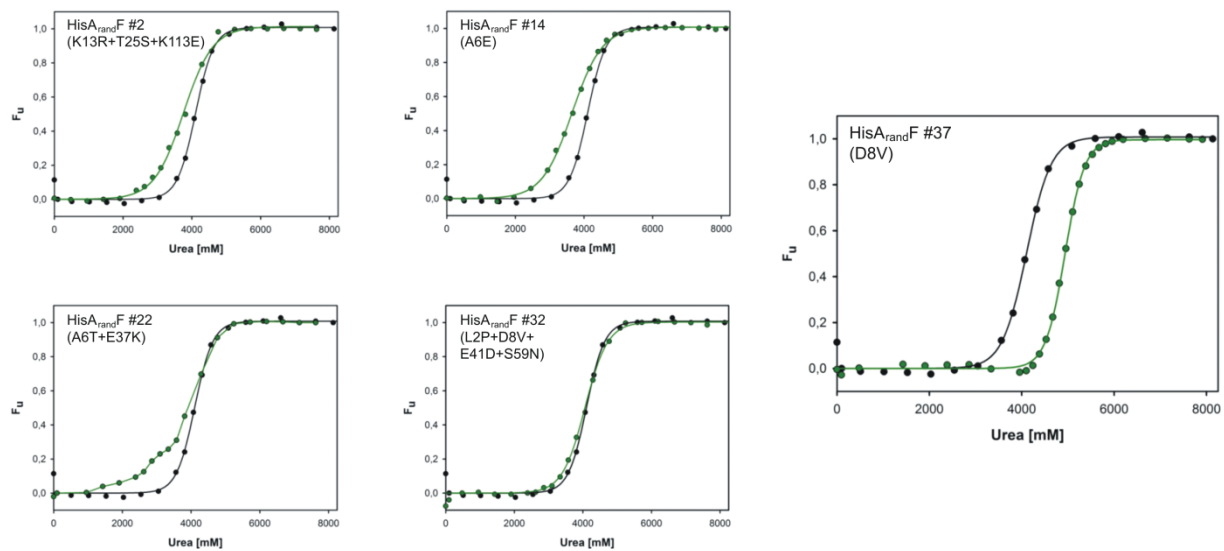 HisArandF #2
(K13R+T25S+K113E)
1,0
0,8
0,6
0,4
0,2
0,0
Fu
0 2000 4000 6000 8000
Urea [mM]
HisArandF #14
(A6E)
1,0
0,8
0,6
0,4
0,2
0,0
Fu
0 2000 4000 6000 8000
Urea [mM]
HisArandF #22
(A6T+E37K)
1,0
0,8
0,6
0,4
0,2
0,0
Fu
0 2000 4000 6000 8000
Urea [mM]
HisArandF #32
(L2P+D8V+
E41D+S59N)
1,0
0,8
0,6
0,4
0,2
0,0
Fu
0 2000 4000 6000 8000
Urea [mM]
HisArandF #37
(D8V)
1,0
0,8
0,6
0,4
0,2
0,0
Fu
0 2000 4000 6000 8000
Urea [mM]